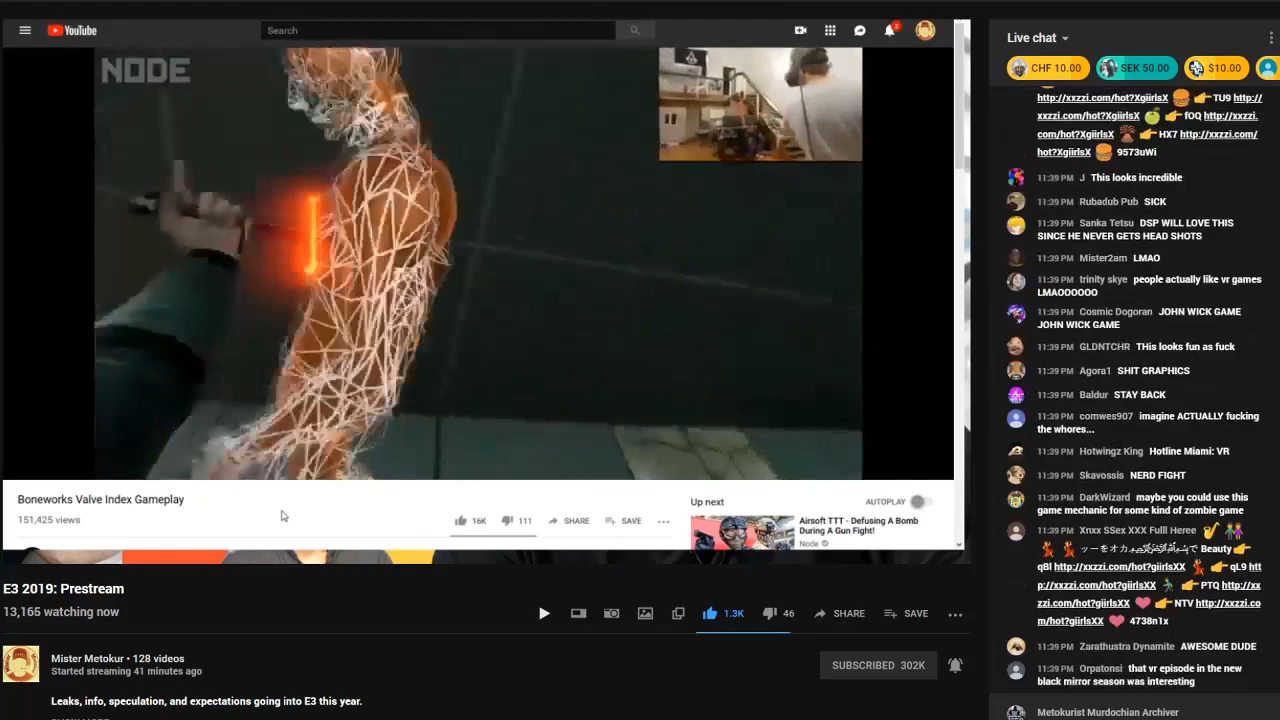 YouTube
Search
2
NODE
Boneworks Valve Index Gameplay
151,425 views
16K
111
SHARE
SAVE
Up next
AUTOPLAY
Airsoft TTT - Defusing A Bomb
During A Gun Fight!
Node
E3 2019: Prestream
13,165 watching now
1.3K
46
SHARE
SAVE
Mister Metokur • 128 videos
Started streaming 41 minutes ago
SUBSCRIBED 302K
Leaks, info, speculation, and expectations going into E3 this year.
Live chat
CHF 10.00
SEK 50.00
$10.00
http://xxzzi.com/hot?XgiirlsX 🍔 👉 TU9 http://
xxzzi.com/hot?XgiirlsX 🍏 👉 fOQ http://xxzzi.
com/hot?XgiirlsX 🌋 👉 HX7 http://xxzzi.com/
hot?XgiirlsX 🍔 9573uWi
11:39 PM J This looks incredible
11:39 PM Rubadub Pub SICK
11:39 PM Sanka Tetsu DSP WILL LOVE THIS
SINCE HE NEVER GETS HEAD SHOTS
11:39 PM Mister2am LMAO
11:39 PM trinity skye people actually like vr games
LMAOOOOOO
11:39 PM Cosmic Dogoran JOHN WICK GAME
JOHN WICK GAME
11:39 PM GLDNTCHR THis looks fun as fuck
11:39 PM Agora1 SHIT GRAPHICS
11:39 PM Baldur STAY BACK
11:39 PM comwes907 imagine ACTUALLY fucking
the whores...
11:39 PM Hotwingz King Hotline Miami: VR
11:39 PM Skavossis NERD FIGHT
11:39 PM DarkWizard maybe you could use this
game mechanic for some kind of zombie game
11:39 PM Xnxx SSex XXX Fulll Heree 🎷 👫
💃 💃 Beauty 👉
qBl http://xxzzi.com/hot?giirlsXX 💃 👉 qL9 htt
p://xxzzi.com/hot?giirlsXX 👉 PTQ http://xx
zzi.com/hot?giirlsXX ❤ 👉 NTV http://xxzzi.co
m/hot?giirlsXX ❤ 4738n1x
11:39 PM Zarathustra Dynamite AWESOME DUDE
11:39 PM Orpatonsi that vr episode in the new
black mirror season was interesting
Metokurist Murdochian Archiver